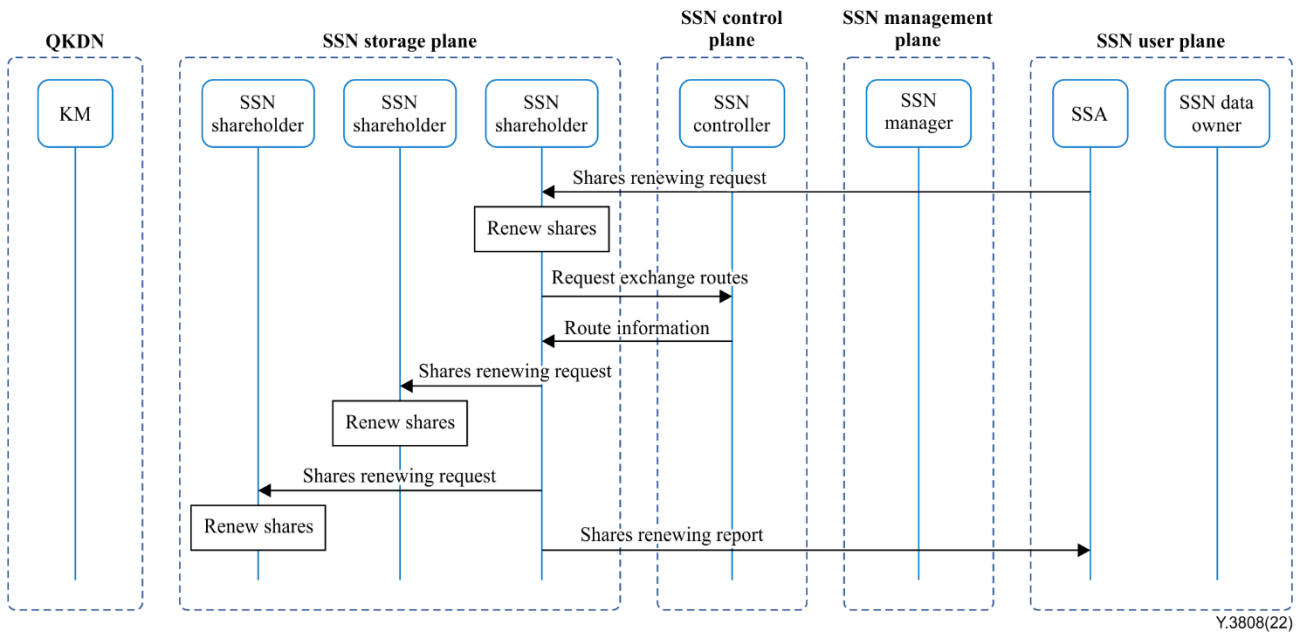 QKDN
SSN storage plane
SSN control
plane
SSN management
plane
SSN user plane
KM
SSN
shareholder
SSN
shareholder
SSN
shareholder
SSN
controller
SSN
manager
SSA
SSN data
owner
Shares renewing request
Renew shares
Request exchange routes
Route information
Shares renewing request
Renew shares
Shares renewing request
Renew shares
Shares renewing report
Y.3808(22)